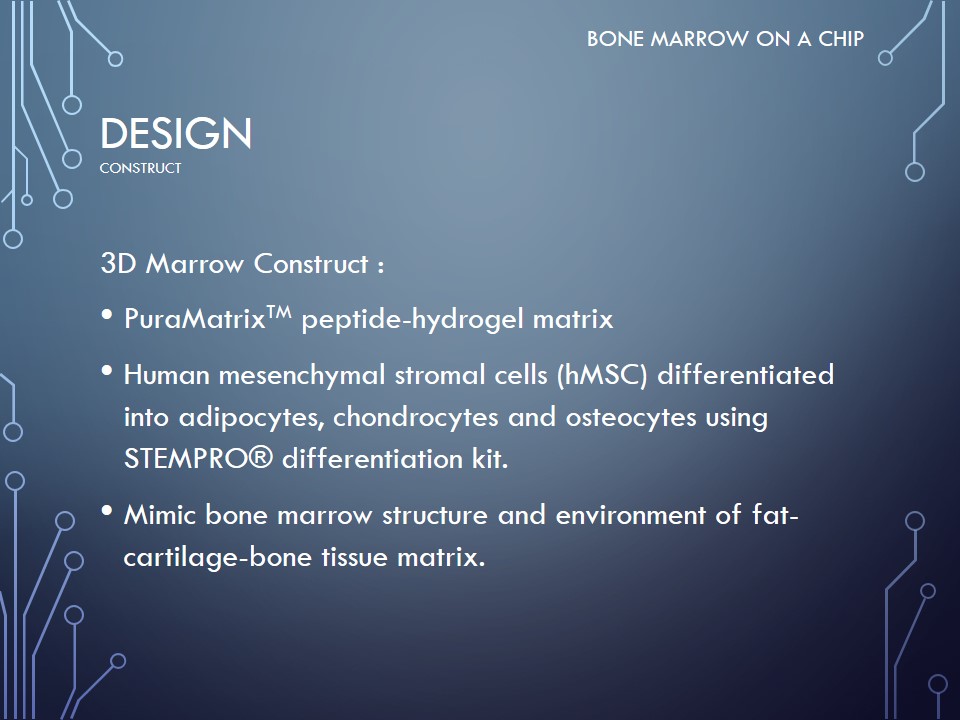 BONE MARROW ON A CHIP
DESIGN
CONSTRUCT
3D Marrow Construct :
• PuraMatrix™ peptide-hydrogel matrix
• Human mesenchymal stromal cells (hMSC) differentiated
into adipocytes, chondrocytes and osteocytes using
STEMPRO® differentiation kit.
• Mimic bone marrow structure and environment of fat-
cartilage-bone tissue matrix.